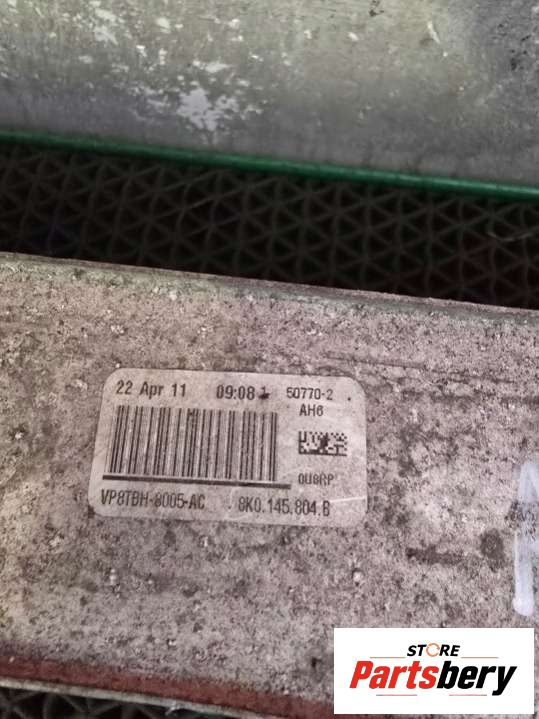 22 Apr 11 09:08 50770-2
AH6
0U8RP
VP8TBH-8005-AC 8K0.145.804.B
STORE
Partsbery